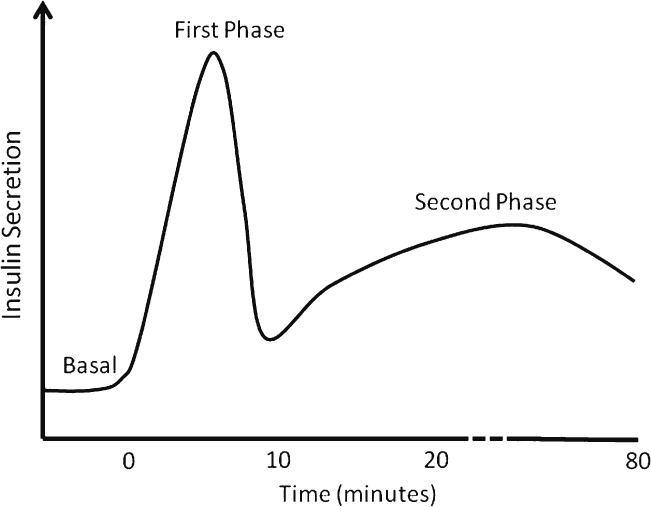 First Phase
Second Phase
Insulin Secretion
Basal
0
10
20
80
Time (minutes)